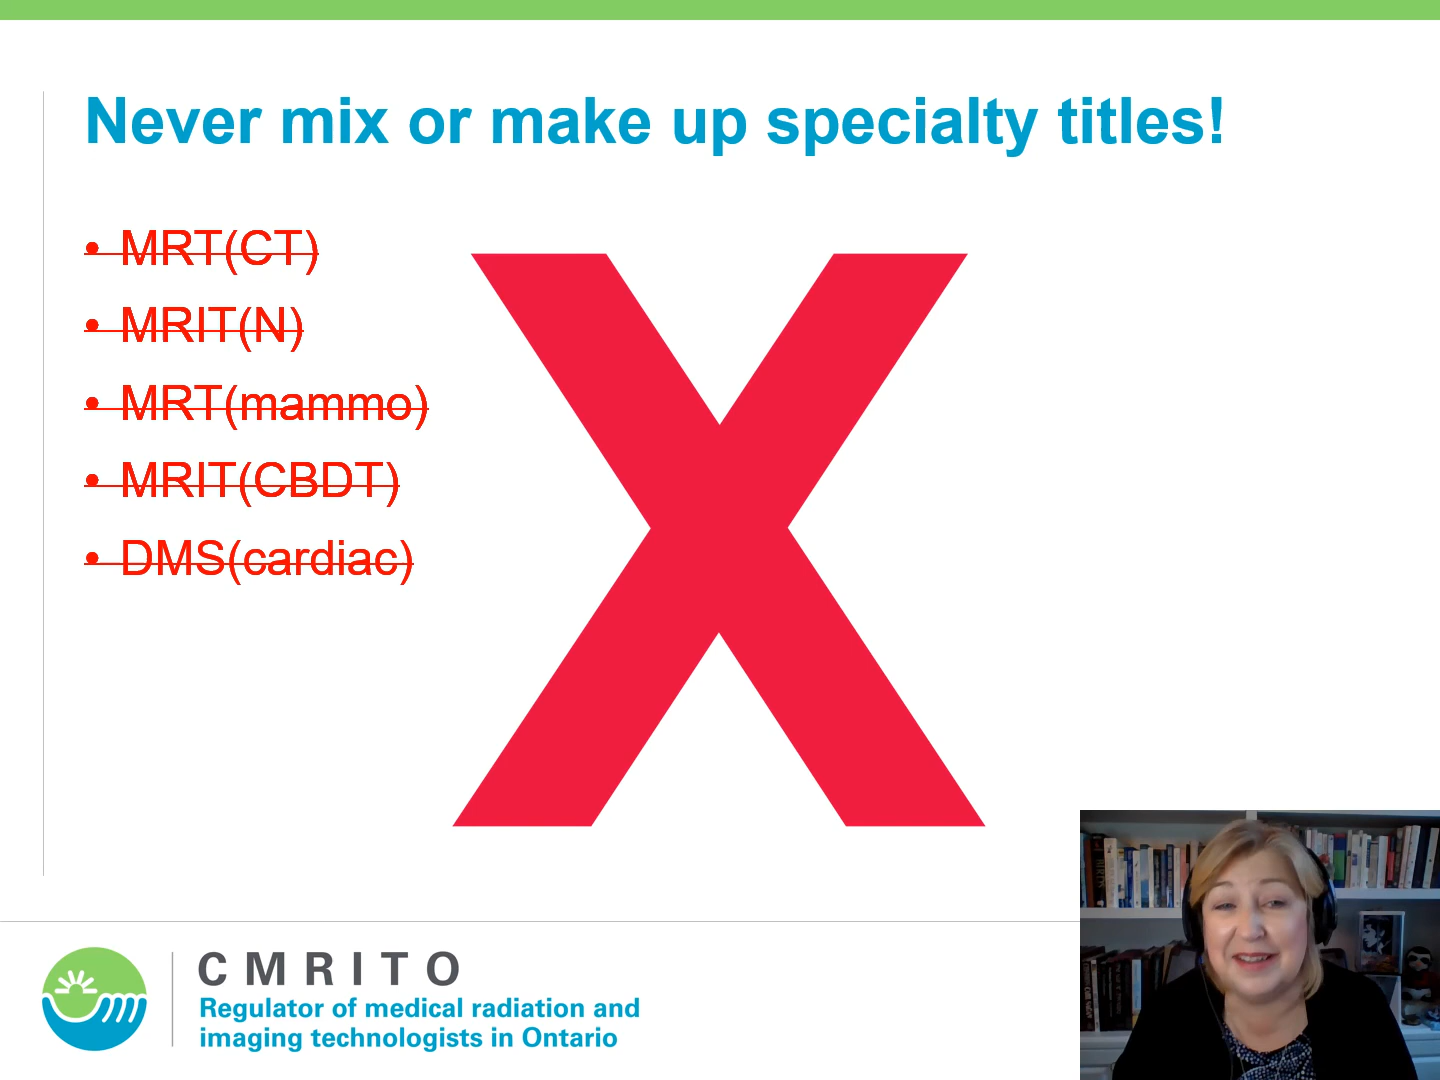 Never mix or make up specialty titles!
• MRT(CT)
• MRIT(N)
• MRT(mammo)
• MRIT(CBDT)
• DMS(cardiac)
X
CMRITO
Regulator of medical radiation and
imaging technologists in Ontario